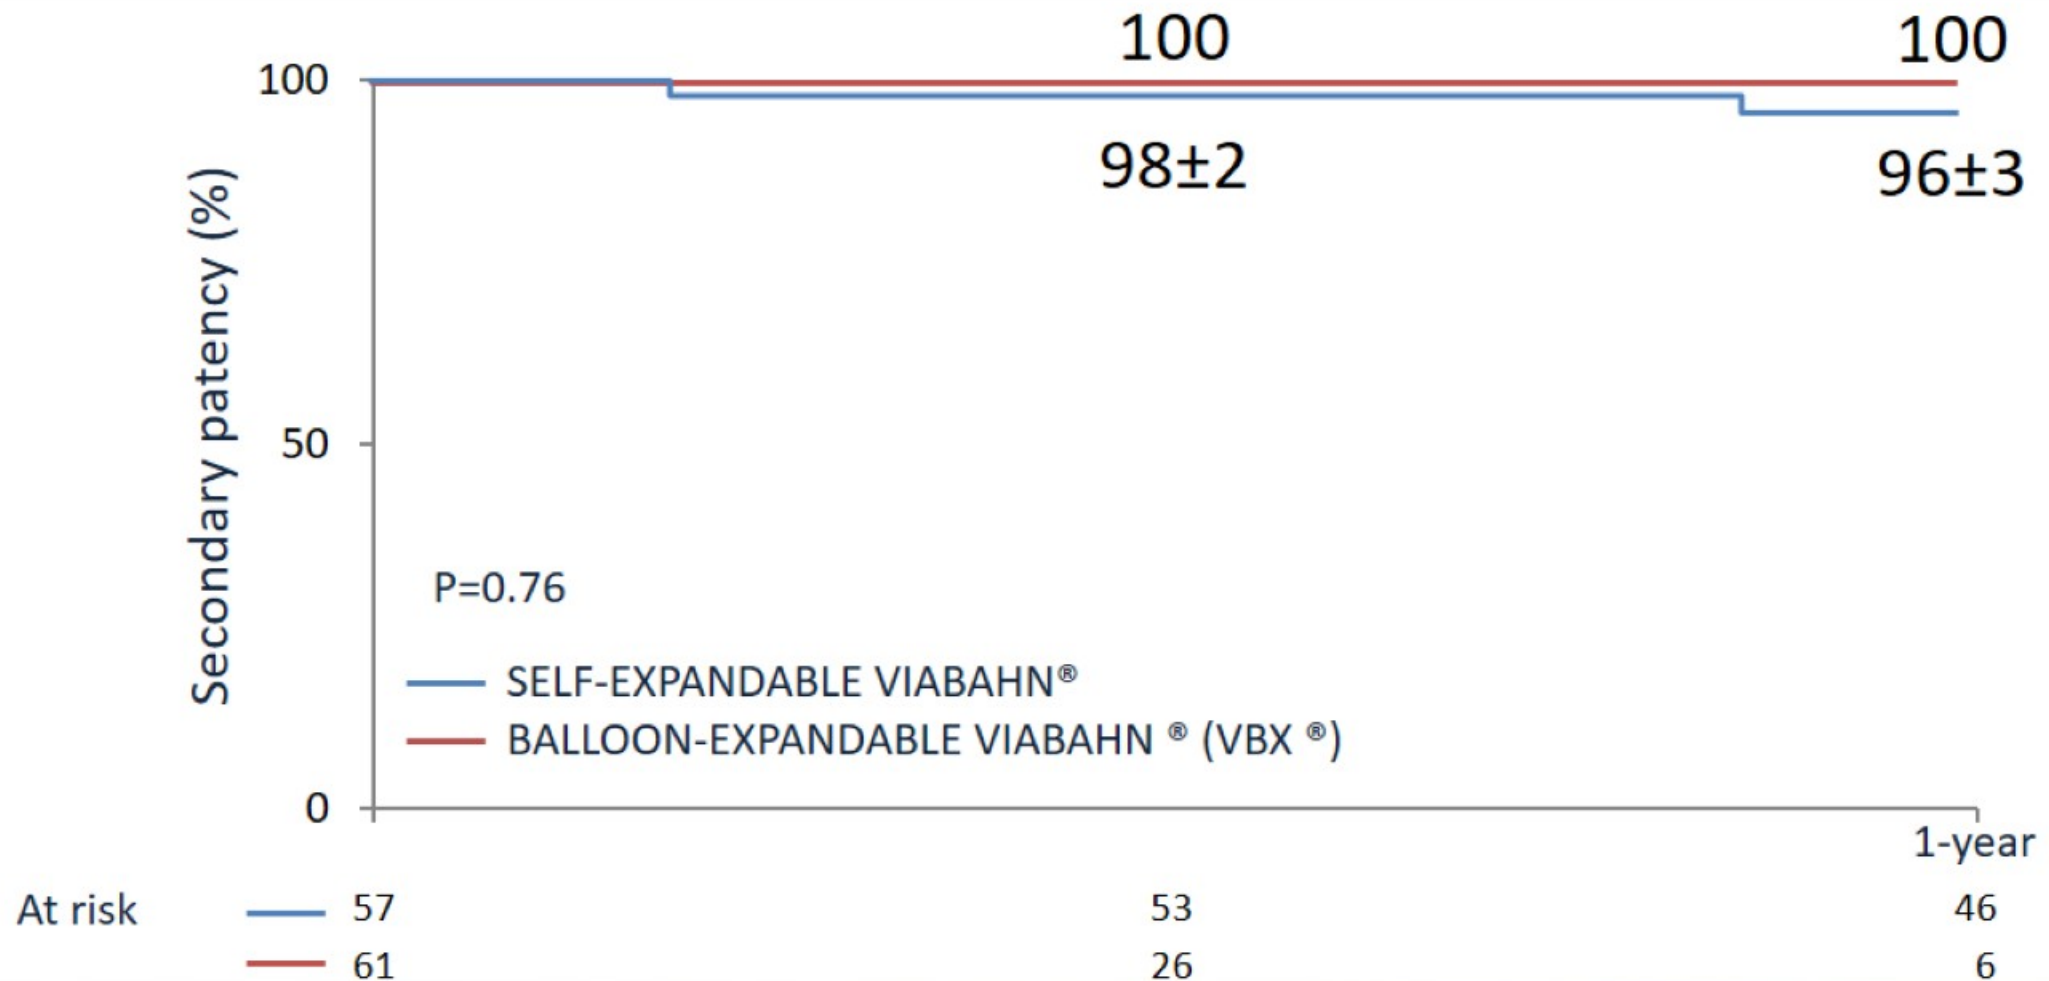 100 100
100
98±2 96±3
Secondary patency (%)
50
P=0.76
SELF-EXPANDABLE VIABAHN®
BALLOON-EXPANDABLE VIABAHN ® (VBX ®)
0
1-year
At risk 57 53 46
61 26 6